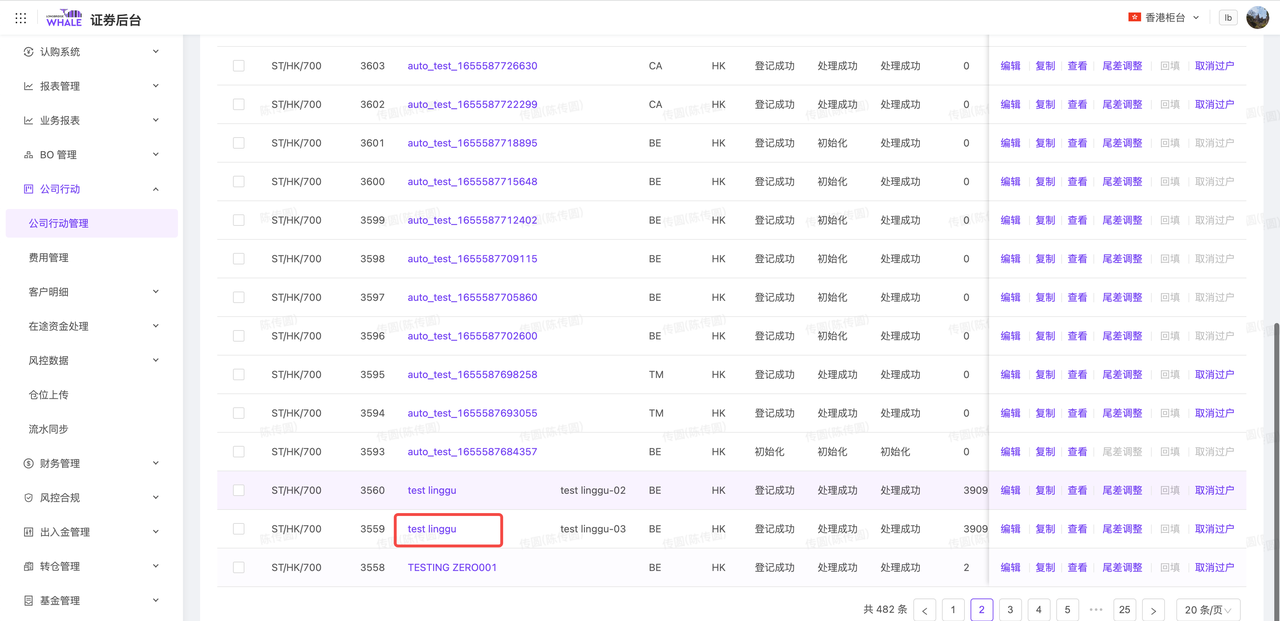 LONGBRIDGE WHALE 证券后台 香港柜台 lb
认购系统
报表管理
业务报表
BO 管理
公司行动
公司行动管理
费用管理
客户明细
在途资金处理
风控数据
仓位上传
流水同步
财务管理
风控合规
出入金管理
转仓管理
基金管理
ST/HK/700 3603 auto_test_1655587726630 CA HK 登记成功 处理成功 处理成功 0 编辑 复制 查看 尾差调整 回填 取消过户
ST/HK/700 3602 auto_test_1655587722299 CA HK 登记成功 处理成功 处理成功 0 编辑 复制 查看 尾差调整 回填 取消过户
ST/HK/700 3601 auto_test_1655587718895 BE HK 登记成功 初始化 处理成功 0 编辑 复制 查看 尾差调整 回填 取消过户
ST/HK/700 3600 auto_test_1655587715648 BE HK 登记成功 初始化 处理成功 0 编辑 复制 查看 尾差调整 回填 取消过户
ST/HK/700 3599 auto_test_1655587712402 BE HK 登记成功 初始化 处理成功 0 编辑 复制 查看 尾差调整 回填 取消过户
ST/HK/700 3598 auto_test_1655587709115 BE HK 登记成功 初始化 处理成功 0 编辑 复制 查看 尾差调整 回填 取消过户
ST/HK/700 3597 auto_test_1655587705860 BE HK 登记成功 初始化 处理成功 0 编辑 复制 查看 尾差调整 回填 取消过户
ST/HK/700 3596 auto_test_1655587702600 BE HK 登记成功 初始化 处理成功 0 编辑 复制 查看 尾差调整 回填 取消过户
ST/HK/700 3595 auto_test_1655587698258 TM HK 登记成功 处理成功 处理成功 0 编辑 复制 查看 尾差调整 回填 取消过户
ST/HK/700 3594 auto_test_1655587693055 TM HK 登记成功 处理成功 处理成功 0 编辑 复制 查看 尾差调整 回填 取消过户
ST/HK/700 3593 auto_test_1655587684357 BE HK 初始化 初始化 初始化 0 编辑 复制 查看 尾差调整 回填 取消过户
ST/HK/700 3560 test linggu test linggu-02 BE HK 登记成功 处理成功 处理成功 3909 编辑 复制 查看 尾差调整 回填 取消过户
ST/HK/700 3559 test linggu test linggu-03 BE HK 登记成功 处理成功 处理成功 3909 编辑 复制 查看 尾差调整 回填 取消过户
ST/HK/700 3558 TESTING ZERO001 BE HK 登记成功 处理成功 处理成功 2 编辑 复制 查看 尾差调整 回填 取消过户
共 482 条 < 1 2 3 4 5 ••• 25 > 20 条/页